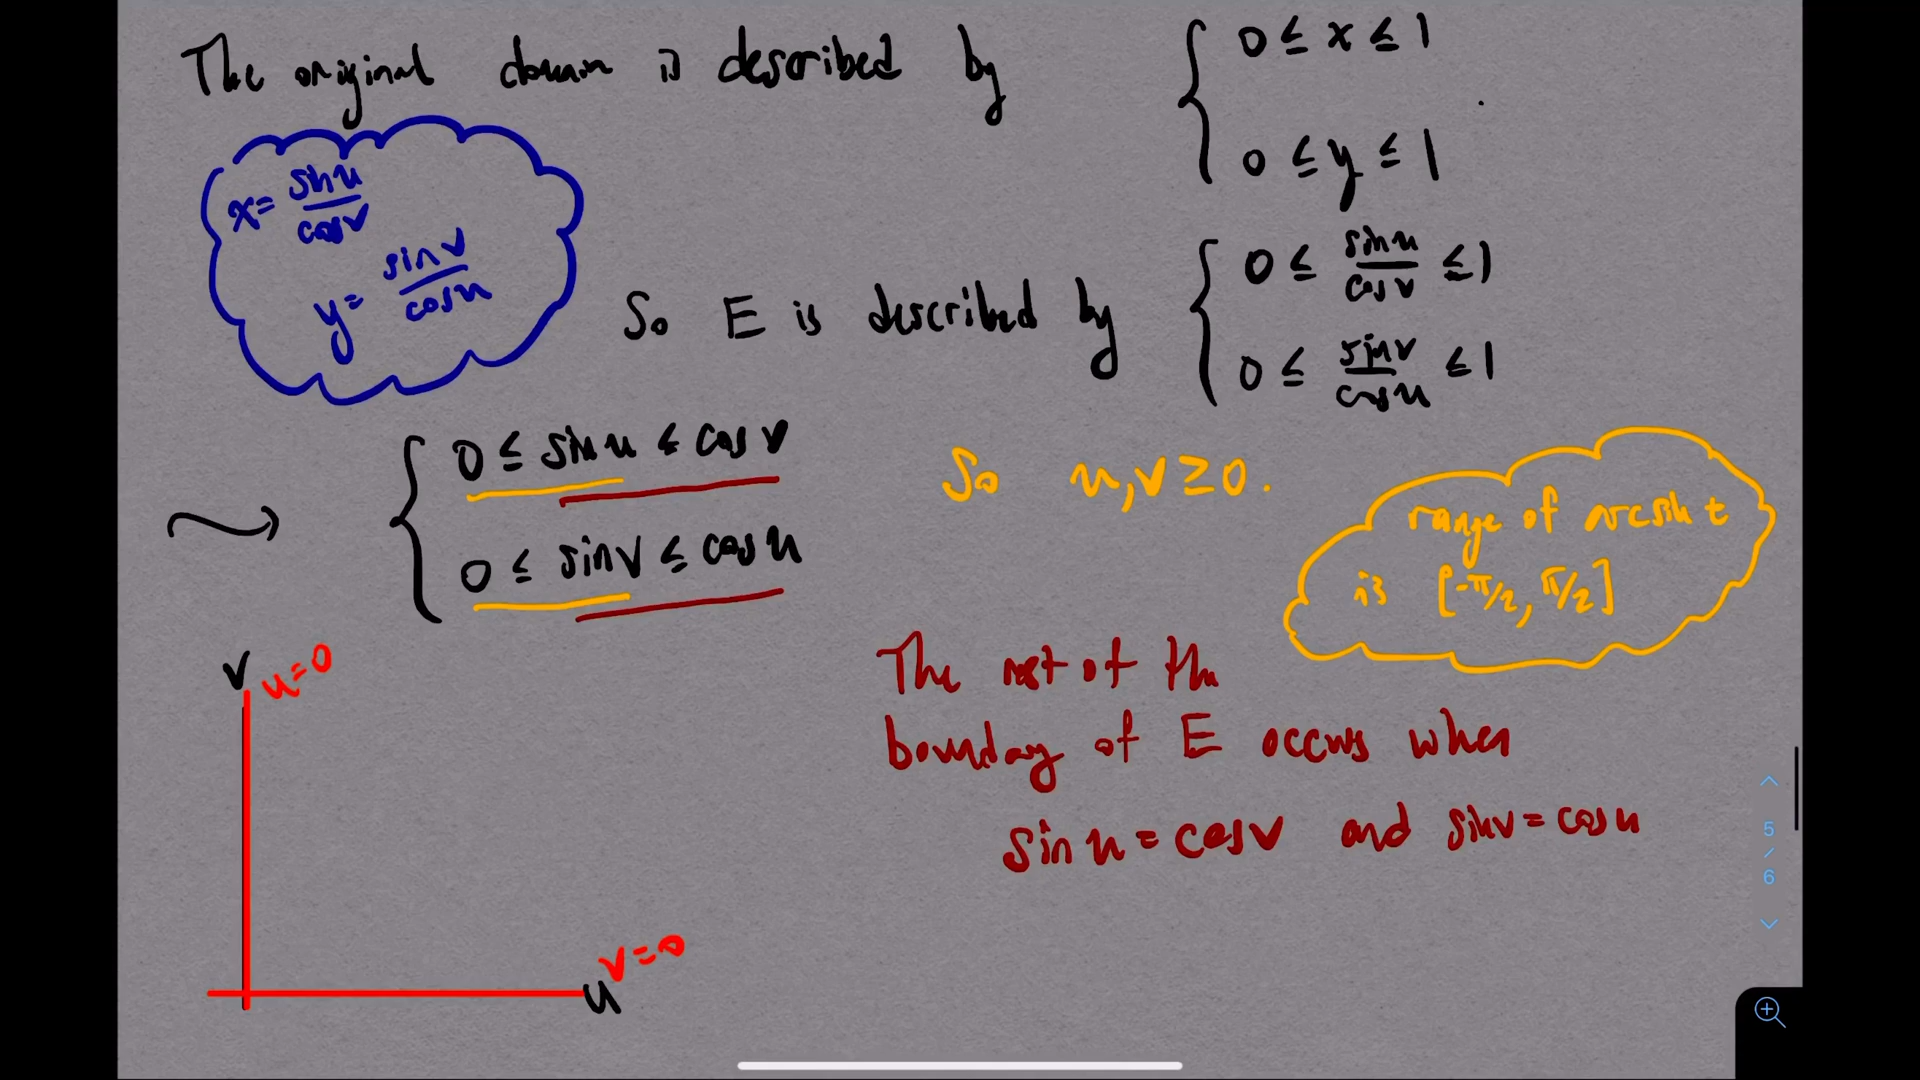 The original domain is described by { 0 ≤ x ≤ 1
0 ≤ y ≤ 1
x = sin u / cos v
y = sin v / cos u
So E is described by { 0 ≤ sin u / cos v ≤ 1
0 ≤ sin v / cos u ≤ 1
{ 0 ≤ sin u ≤ cos v
0 ≤ sin v ≤ cos u
So u, v ≥ 0.
range of arcsin t
is [-π/2, π/2]
The rest of the
boundary of E occurs when
sin u = cos v and sin v = cos u
v
u=0
v=0
u
5
/
6